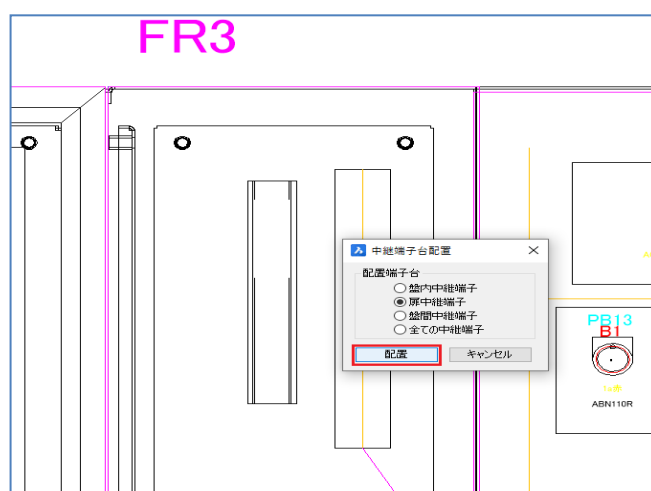 FR3
中継端子台配置
配置端子台
盤内中継端子
扉中継端子
盤間中継端子
全ての中継端子
配置
キャンセル
PB13
B1
ABN110R